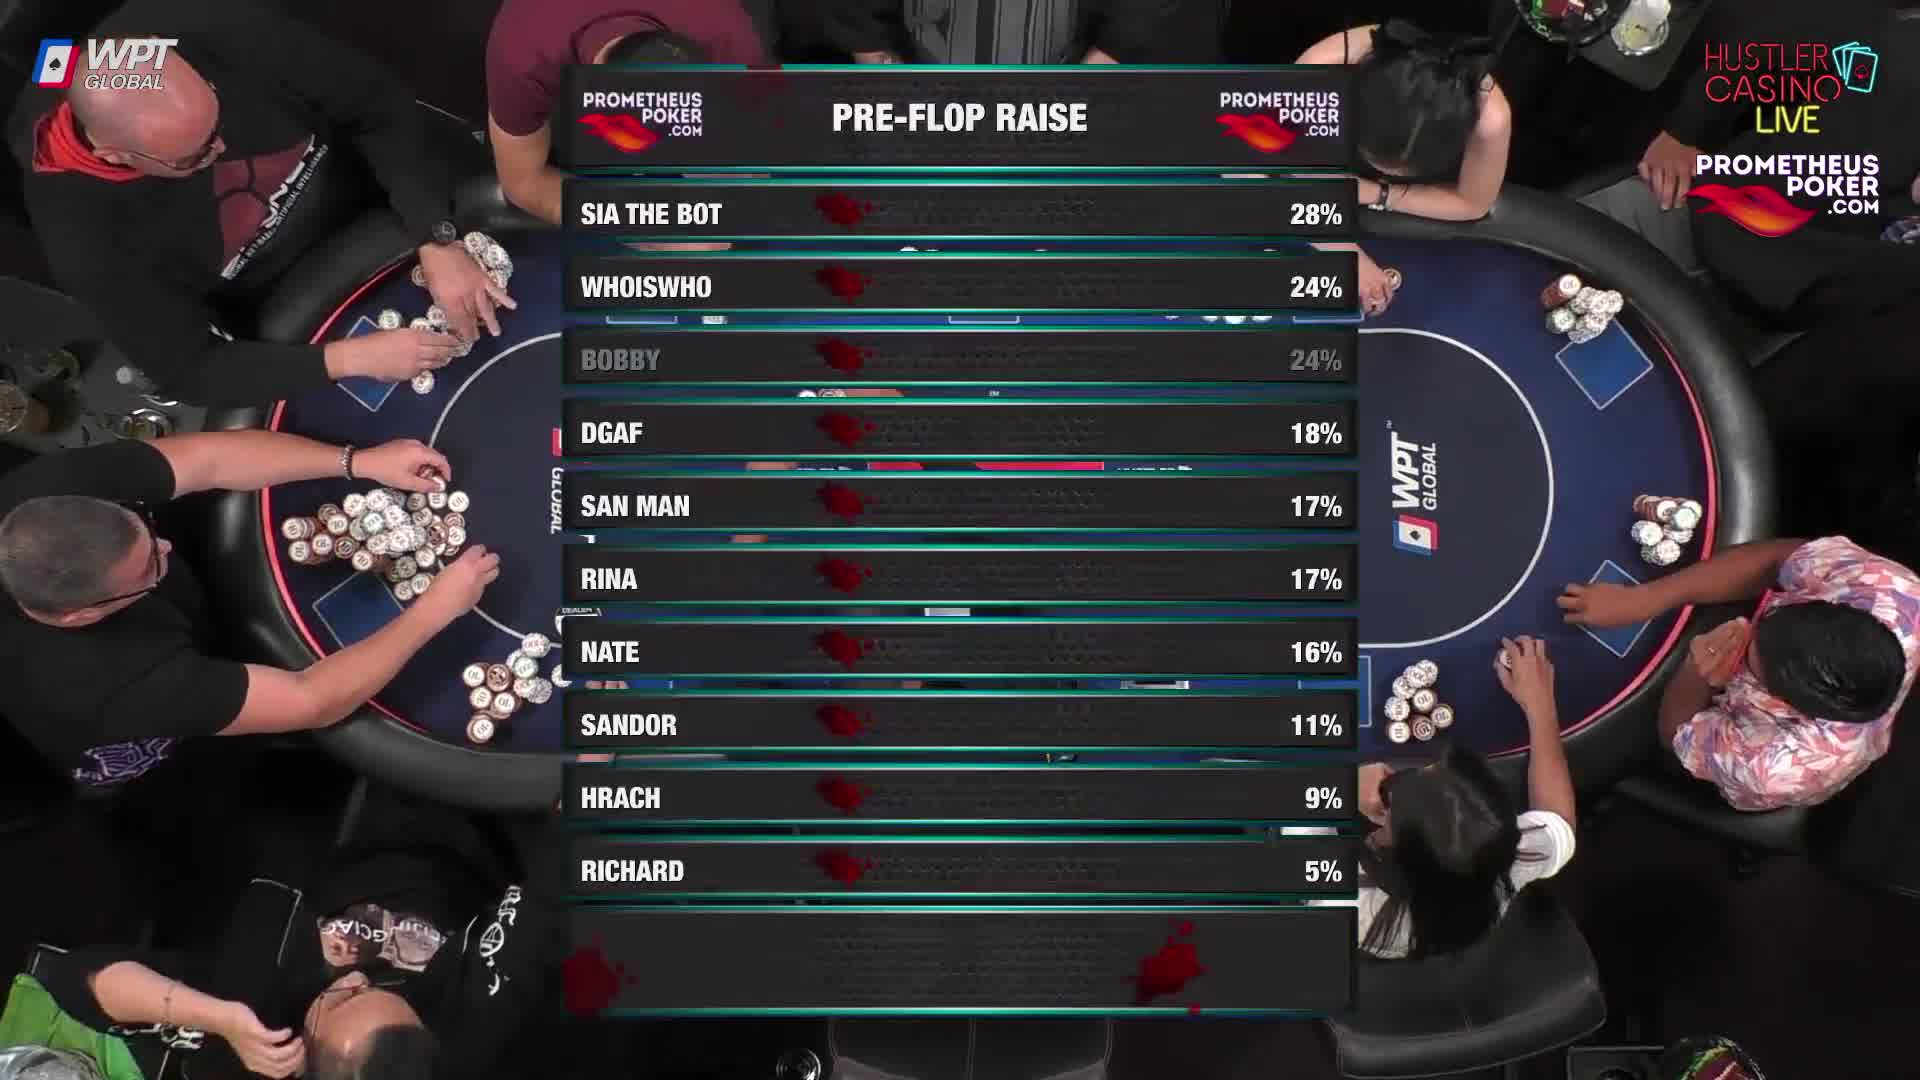 WPT
GLOBAL
HUSTLER
CASINO
LIVE
PROMETHEUS
POKER
.COM
PROMETHEUS
POKER
.COM
PRE-FLOP RAISE
PROMETHEUS
POKER
.COM
SIA THE BOT 28%
WHOISWHO 24%
BOBBY 24%
DGAF 18%
SAN MAN 17%
RINA 17%
NATE 16%
SANDOR 11%
HRACH 9%
RICHARD 5%
WPT
GLOBAL
DEALER